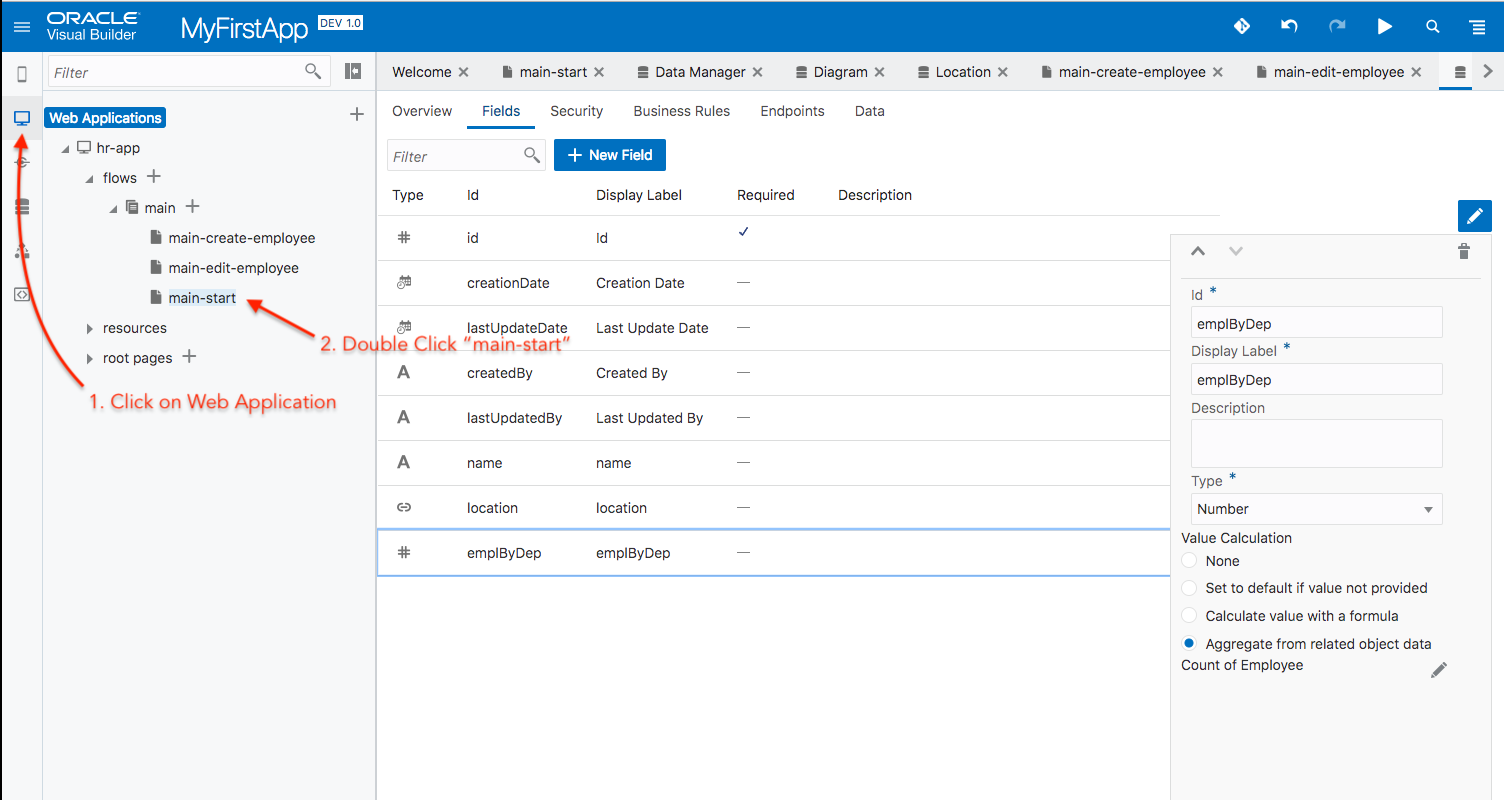 ORACLE
Visual Builder
MyFirstApp DEV 1.0
Filter
Web Applications
hr-app
flows
main
main-create-employee
main-edit-employee
main-start
resources
root pages
1. Click on Web Application
2. Double Click “main-start”
Welcome main-start Data Manager Diagram Location main-create-employee main-edit-employee
Overview Fields Security Business Rules Endpoints Data
Filter New Field
Type Id Display Label Required Description
id Id
creationDate Creation Date —
lastUpdateDate Last Update Date —
A createdBy Created By —
A lastUpdatedBy Last Updated By —
A name name —
location location —
emplByDep emplByDep —
Id *
emplByDep
Display Label *
emplByDep
Description
Type *
Number
Value Calculation
None
Set to default if value not provided
Calculate value with a formula
Aggregate from related object data
Count of Employee